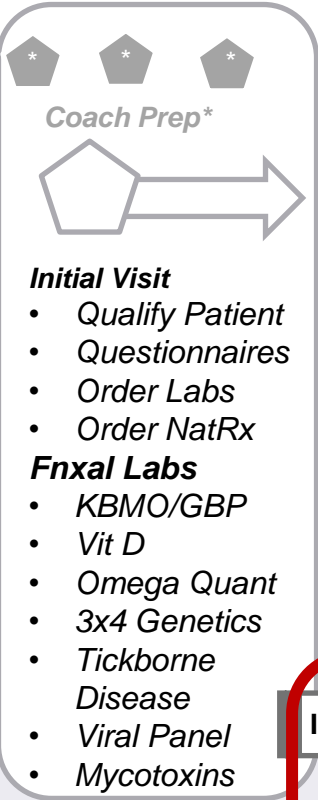 * * *
Coach Prep*
Initial Visit
• Qualify Patient
• Questionnaires
• Order Labs
• Order NatRx
Fnxal Labs
• KBMO/GBP
• Vit D
• Omega Quant
• 3x4 Genetics
• Tickborne
Disease
• Viral Panel
• Mycotoxins